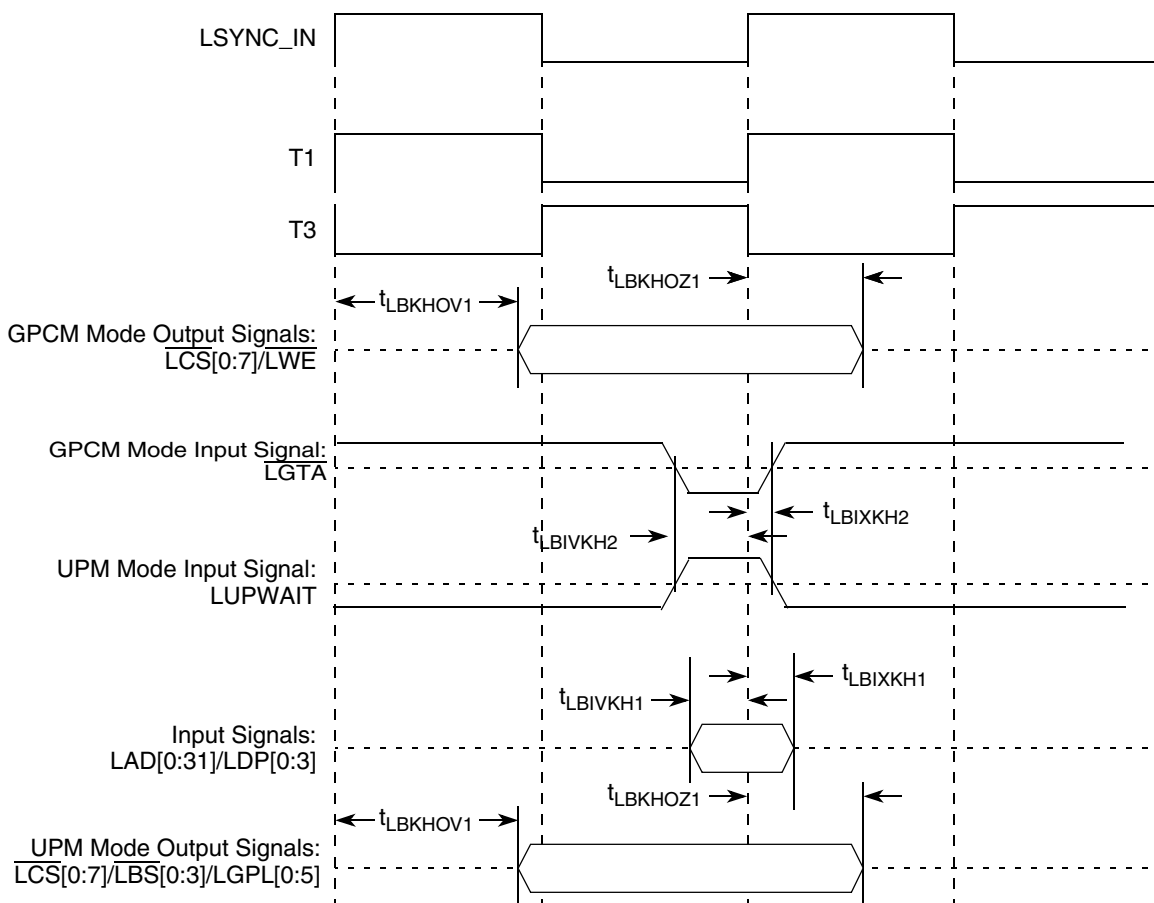 LSYNC_IN
T1
T3
tLBKHOZ1
tLBKHOV1
GPCM Mode Output Signals:
LCS[0:7]/LWE
GPCM Mode Input Signal:
LGTA
tLBIXKH2
tLBIVKH2
UPM Mode Input Signal:
LUPWAIT
tLBIXKH1
tLBIVKH1
Input Signals:
LAD[0:31]/LDP[0:3]
tLBKHOZ1
tLBKHOV1
UPM Mode Output Signals:
LCS[0:7]/LBS[0:3]/LGPL[0:5]